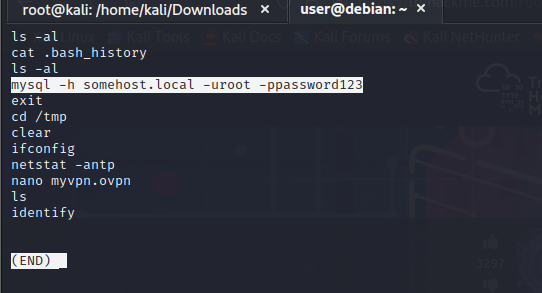 root@kali: /home/kali/Downloads × user@debian: ~ ×
Linux Kali Tools Kali Docs Kali Forums Kali NetHunter
ls -al
cat .bash_history
ls -al
mysql -h somehost.local -uroot -ppassword123
exit
cd /tmp
clear
ifconfig
netstat -antp
nano myvpn.ovpn
ls
identify
(END)
3297